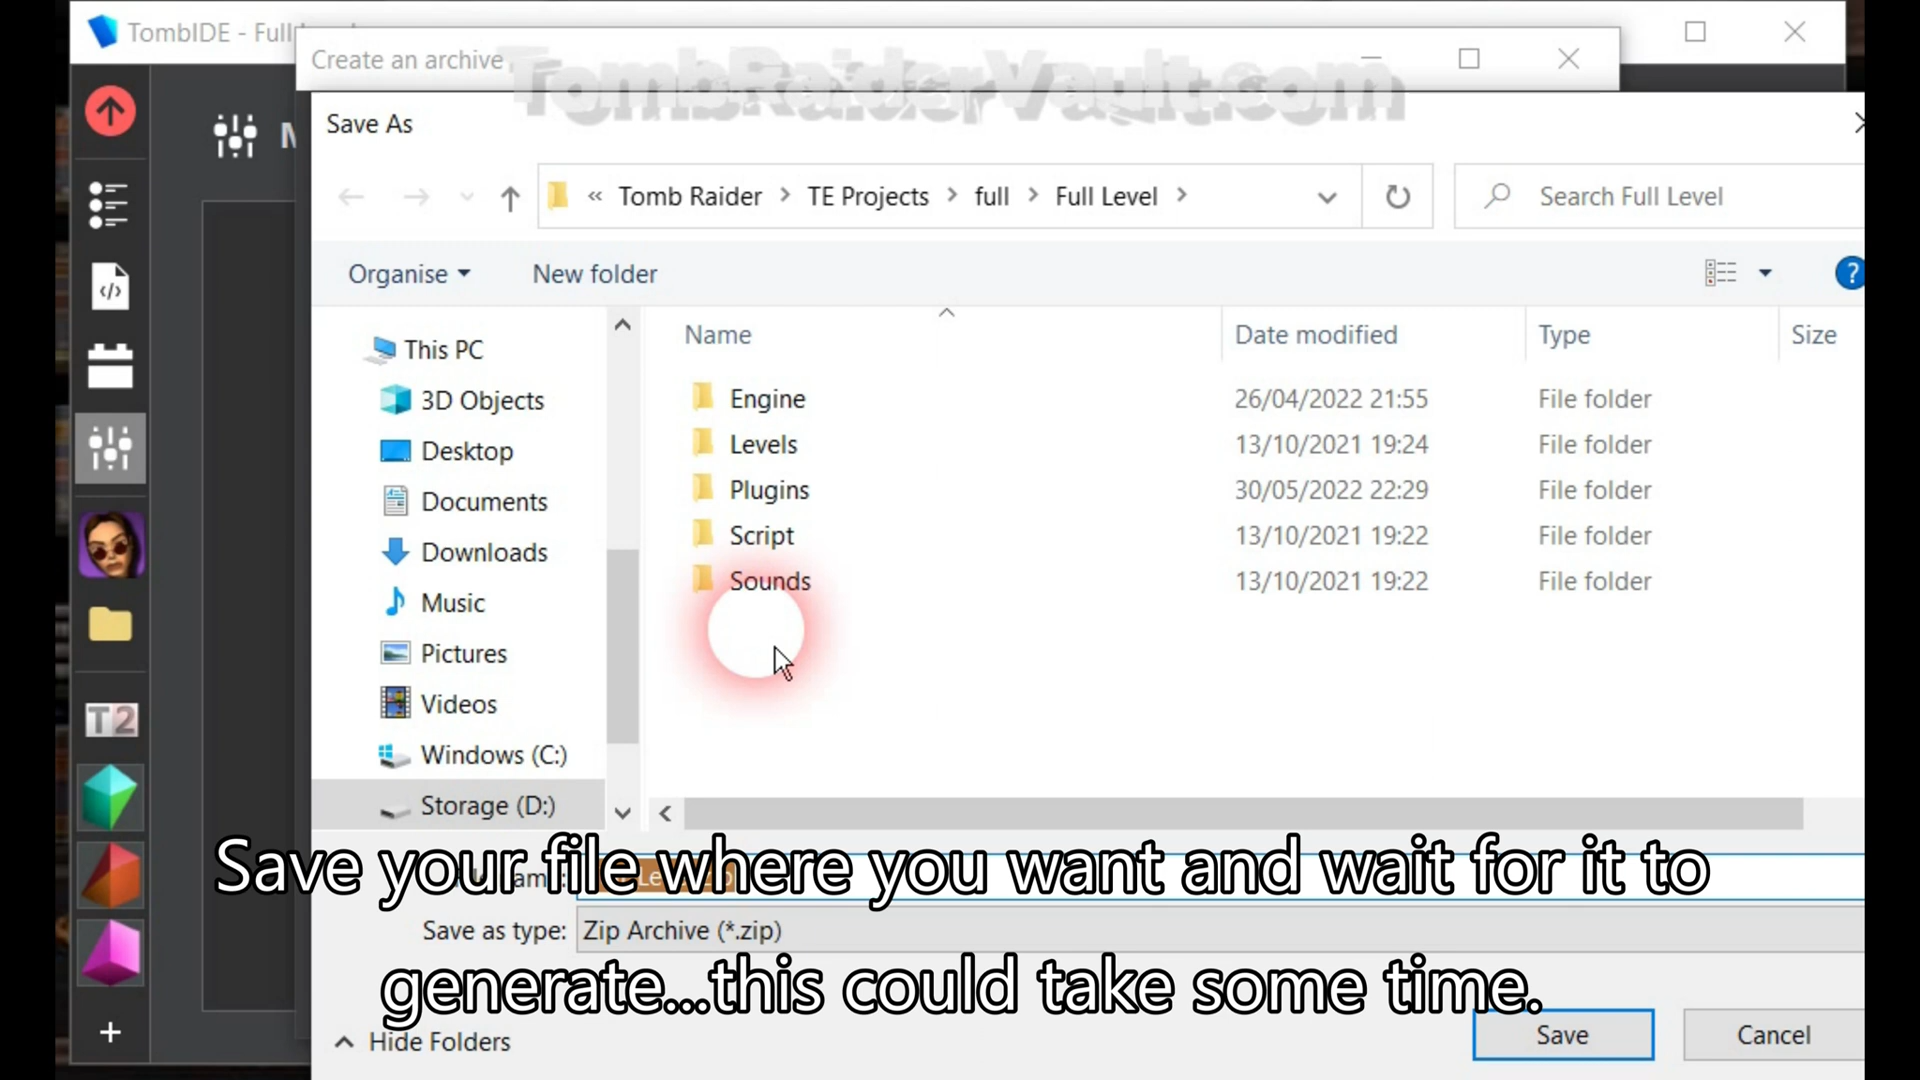 TombIDE - Full
Create an archive
TombRaiderVault.com
Save As
« Tomb Raider > TE Projects > full > Full Level >
Search Full Level
Organise
New folder
?
Name
Date modified
Type
Size
This PC
3D Objects
Desktop
Documents
Downloads
Music
Pictures
Videos
Windows (C:)
Storage (D:)
Engine 26/04/2022 21:55 File folder
Levels 13/10/2021 19:24 File folder
Plugins 30/05/2022 22:29 File folder
Script 13/10/2021 19:22 File folder
Sounds 13/10/2021 19:22 File folder
T2
Save your file where you want and wait for it to
Save as type: Zip Archive (*.zip)
generate...this could take some time.
Hide Folders
Save
Cancel